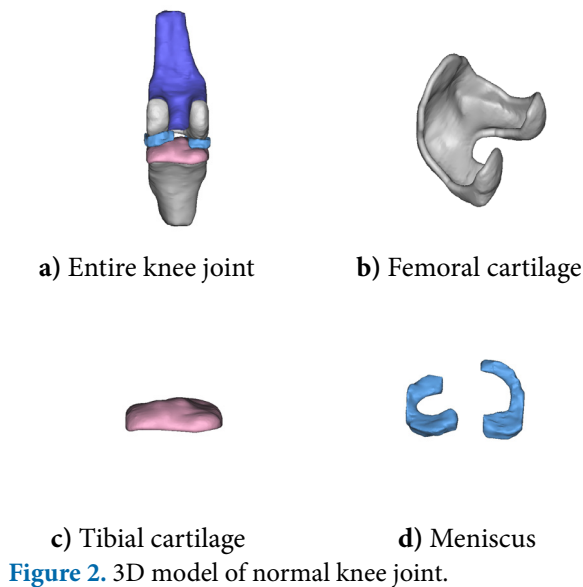 a) Entire knee joint
b) Femoral cartilage
c) Tibial cartilage
d) Meniscus
Figure 2. 3D model of normal knee joint.